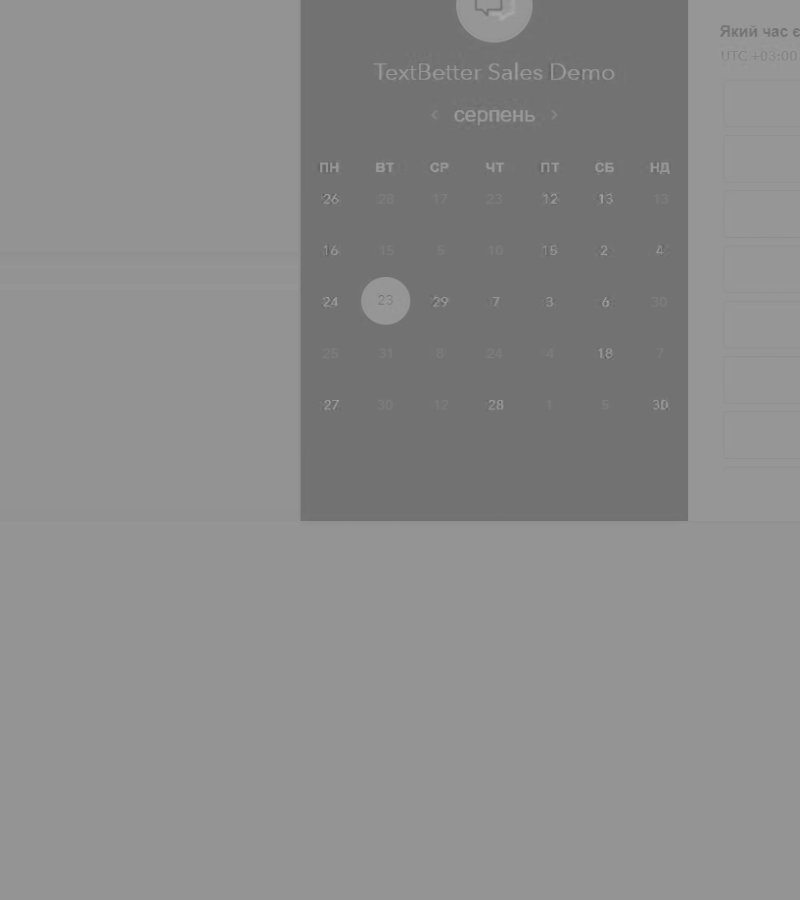 TextBetter Sales Demo
‹ серпень ›
ПН ВТ СР ЧТ ПТ СБ НД
26 28 17 23 12 13 13
16 15 5 10 15 2 4
24 23 29 7 3 6 30
25 31 8 24 4 18 7
27 30 12 28 1 5 30
Який час є
UTC +03:00